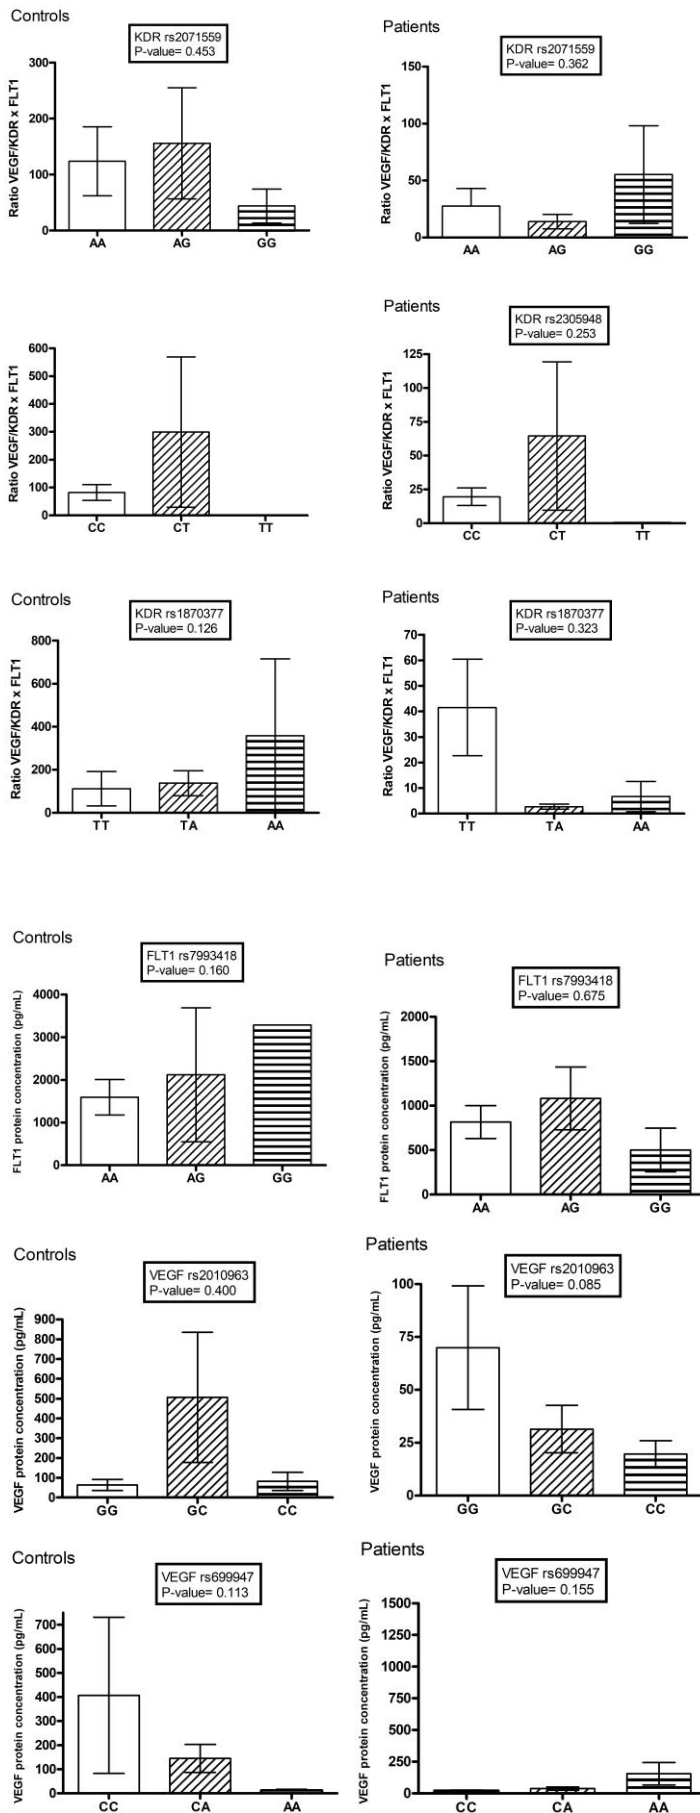 Controls
KDR rs2071559
P-value= 0.453
Ratio VEGF/KDR x FLT1
300
200
100
0
AA AG GG
Patients
KDR rs2071559
P-value= 0.362
Ratio VEGF/KDR x FLT1
150
100
50
0
AA AG GG
Ratio VEGF/KDR x FLT1
600
500
400
300
200
100
0
CC CT TT
Patients
KDR rs2305948
P-value= 0.253
Ratio VEGF/KDR x FLT1
125
100
75
50
25
0
CC CT TT
Controls
KDR rs1870377
P-value= 0.126
Ratio VEGF/KDR x FLT1
800
600
400
200
0
TT TA AA
Patients
KDR rs1870377
P-value= 0.323
Ratio VEGF/KDR x FLT1
70
60
50
40
30
20
10
0
TT TA AA
Controls
FLT1 rs7993418
P-value= 0.160
FLT1 protein concentration (pg/mL)
4000
3000
2000
1000
0
AA AG GG
Patients
FLT1 rs7993418
P-value= 0.675
FLT1 protein concentration (pg/mL)
2000
1500
1000
500
0
AA AG GG
Controls
VEGF rs2010963
P-value= 0.400
VEGF protein concentration (pg/mL)
900
800
700
600
500
400
300
200
100
0
GG GC CC
Patients
VEGF rs2010963
P-value= 0.085
VEGF protein concentration (pg/mL)
100
75
50
25
0
GG GC CC
Controls
VEGF rs699947
P-value= 0.113
VEGF protein concentration (pg/mL)
700
600
500
400
300
200
100
0
CC CA AA
Patients
VEGF rs699947
P-value= 0.155
VEGF protein concentration (pg/mL)
1500
1250
1000
750
500
250
0
CC CA AA